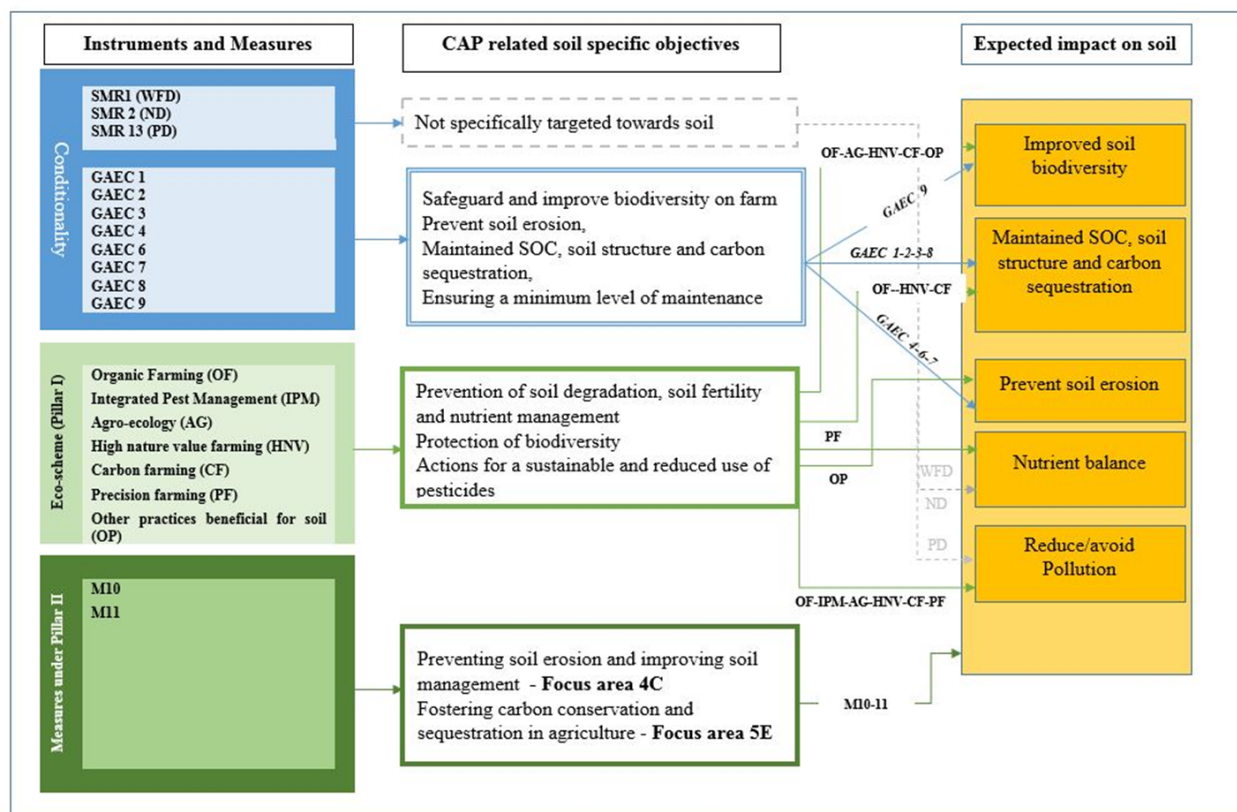 Instruments and Measures
CAP related soil specific objectives
Expected impact on soil
Conditionality
SMR1 (WFD)
SMR 2 (ND)
SMR 13 (PD)
GAEC 1
GAEC 2
GAEC 3
GAEC 4
GAEC 6
GAEC 7
GAEC 8
GAEC 9
Not specifically targeted towards soil
Safeguard and improve biodiversity on farm
Prevent soil erosion,
Maintained SOC, soil structure and carbon
sequestration,
Ensuring a minimum level of maintenance
Eco-scheme (Pillar I)
Organic Farming (OF)
Integrated Pest Management (IPM)
Agro-ecology (AG)
High nature value farming (HNV)
Carbon farming (CF)
Precision farming (PF)
Other practices beneficial for soil
(OP)
Prevention of soil degradation, soil fertility
and nutrient management
Protection of biodiversity
Actions for a sustainable and reduced use of
pesticides
Measures under Pillar II
M10
M11
Preventing soil erosion and improving soil
management - Focus area 4C
Fostering carbon conservation and
sequestration in agriculture - Focus area 5E
OF-AG-HNV-CF-OP
GAEC 9
GAEC 1-2-3-8
OF--HNV-CF
GAEC 4-6-7
PF
OP
WFD
ND
PD
OF-IPM-AG-HNV-CF-PF
M10-11
Improved soil
biodiversity
Maintained SOC, soil
structure and carbon
sequestration
Prevent soil erosion
Nutrient balance
Reduce/avoid
Pollution